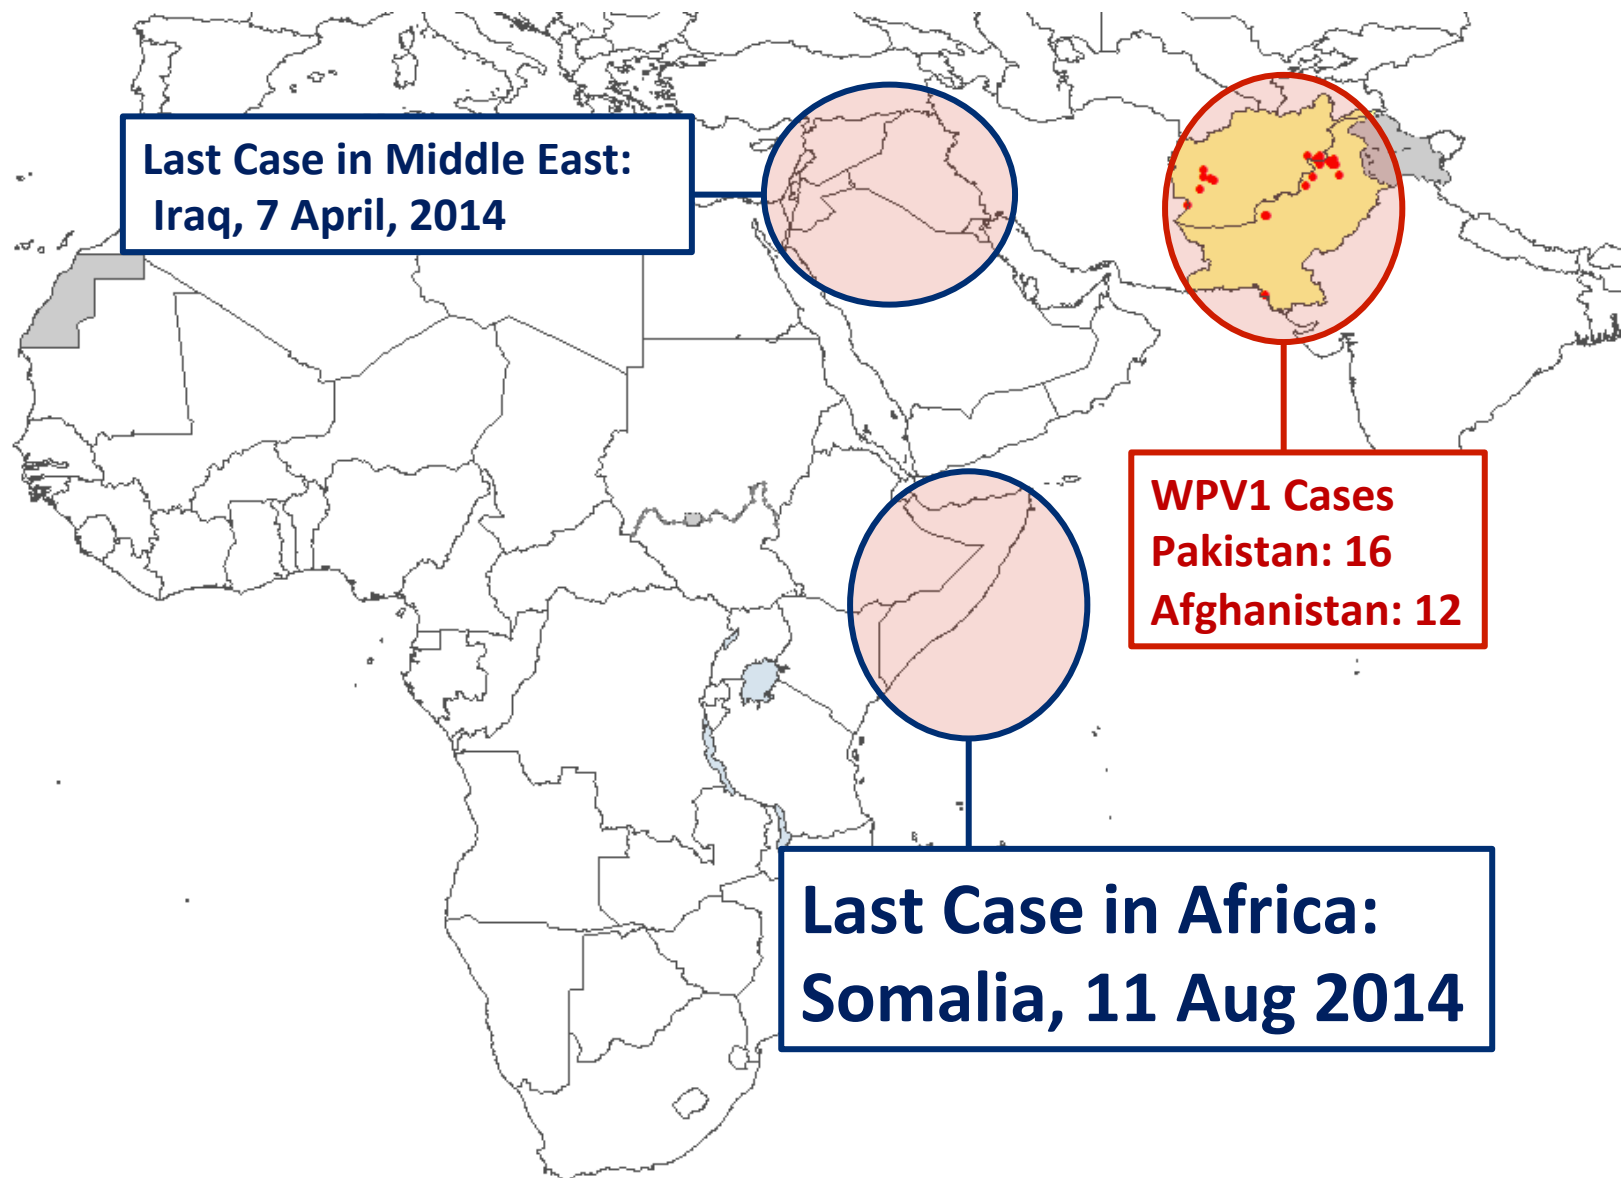 Last Case in Middle East:
Iraq, 7 April, 2014
WPV1 Cases
Pakistan: 16
Afghanistan: 12
Last Case in Africa:
Somalia, 11 Aug 2014